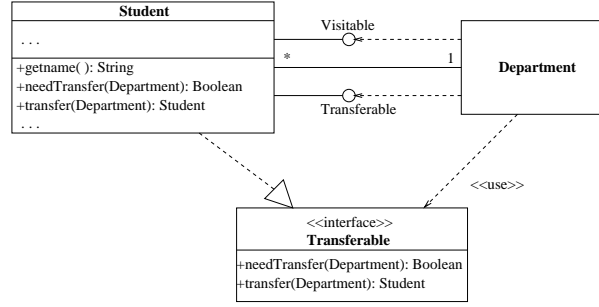 Student
. . .
+getname( ): String
+needTransfer(Department): Boolean
+transfer(Department): Student
. . .
Visitable
*
1
Transferable
Department
<<use>>
<<interface>>
Transferable
+needTransfer(Department): Boolean
+transfer(Department): Student